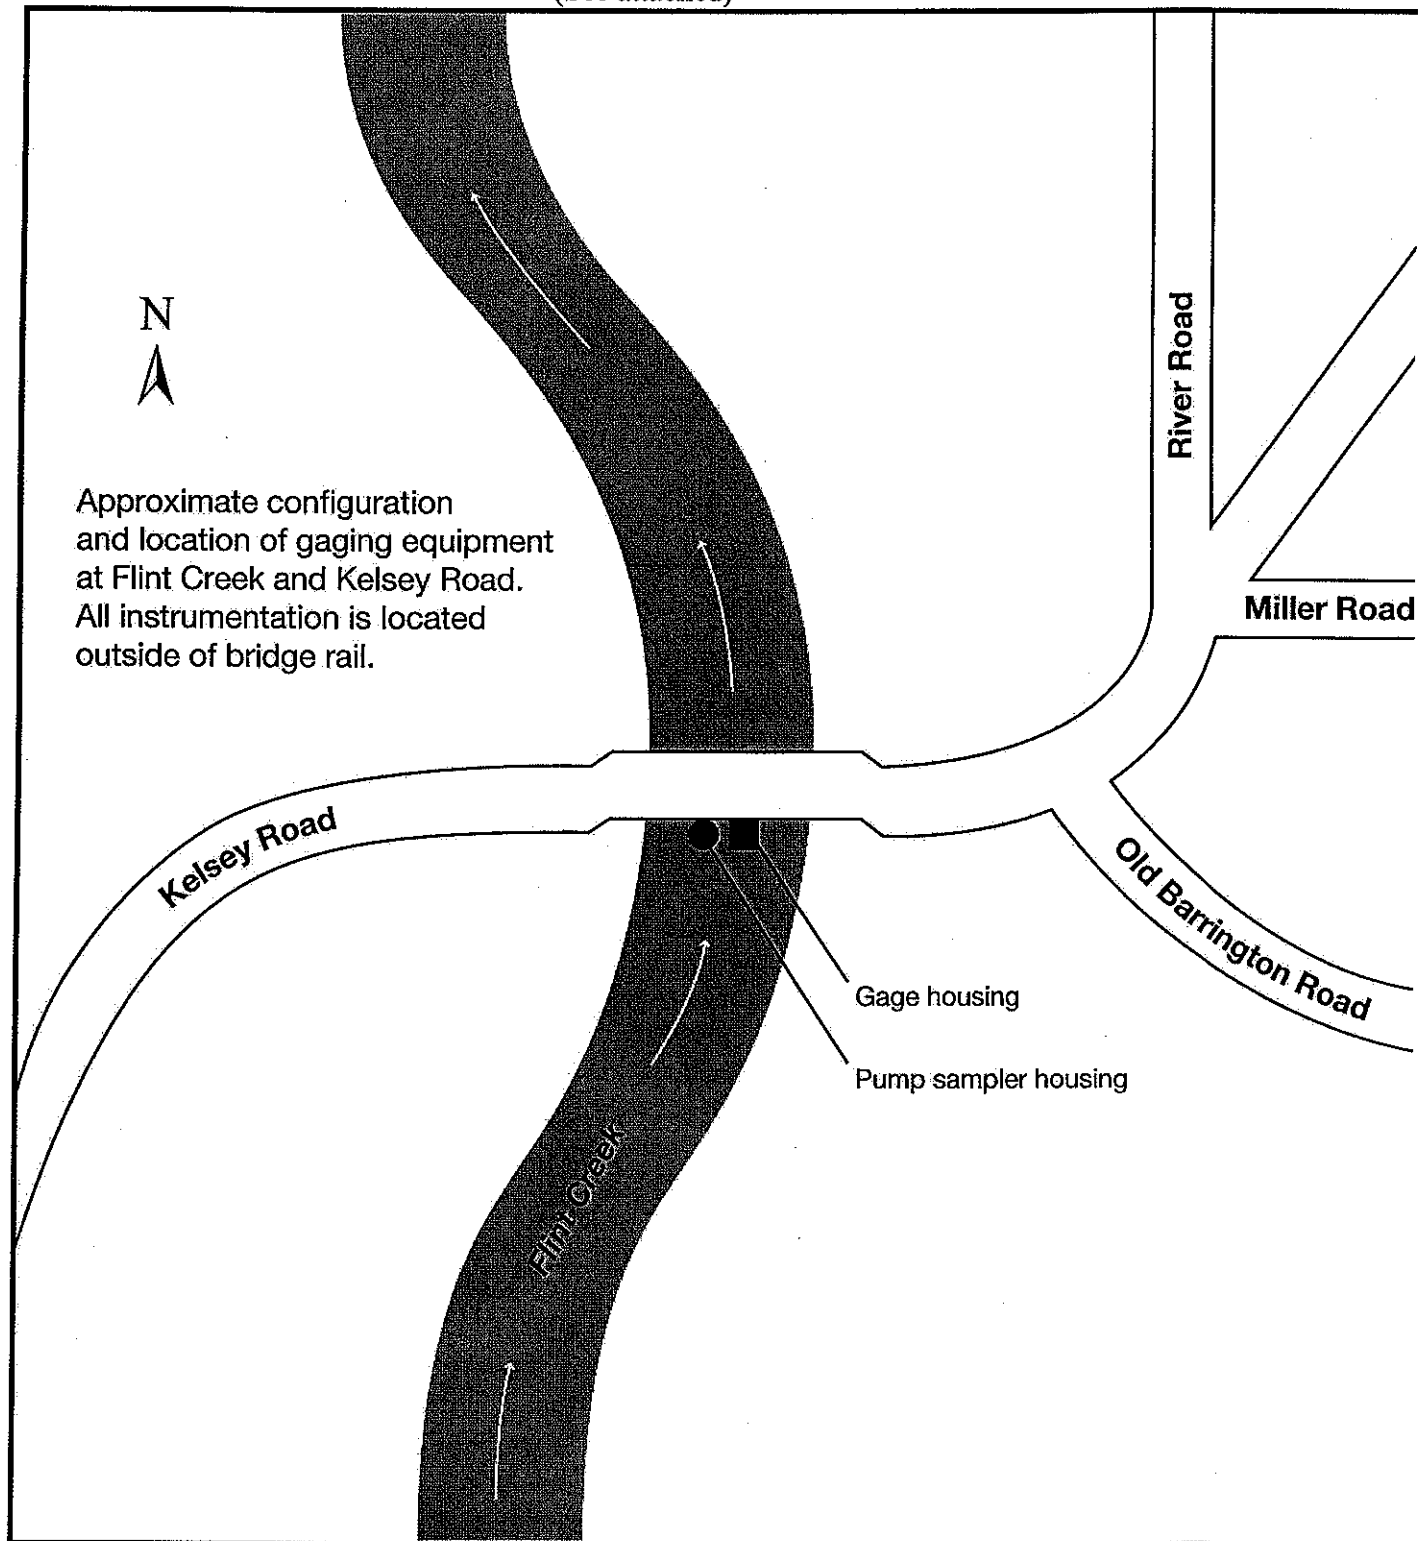 N
River Road
Approximate configuration
and location of gaging equipment
at Flint Creek and Kelsey Road.
All instrumentation is located
outside of bridge rail.
Miller Road
Kelsey Road
Old Barrington Road
Gage housing
Pump sampler housing
Flint Creek